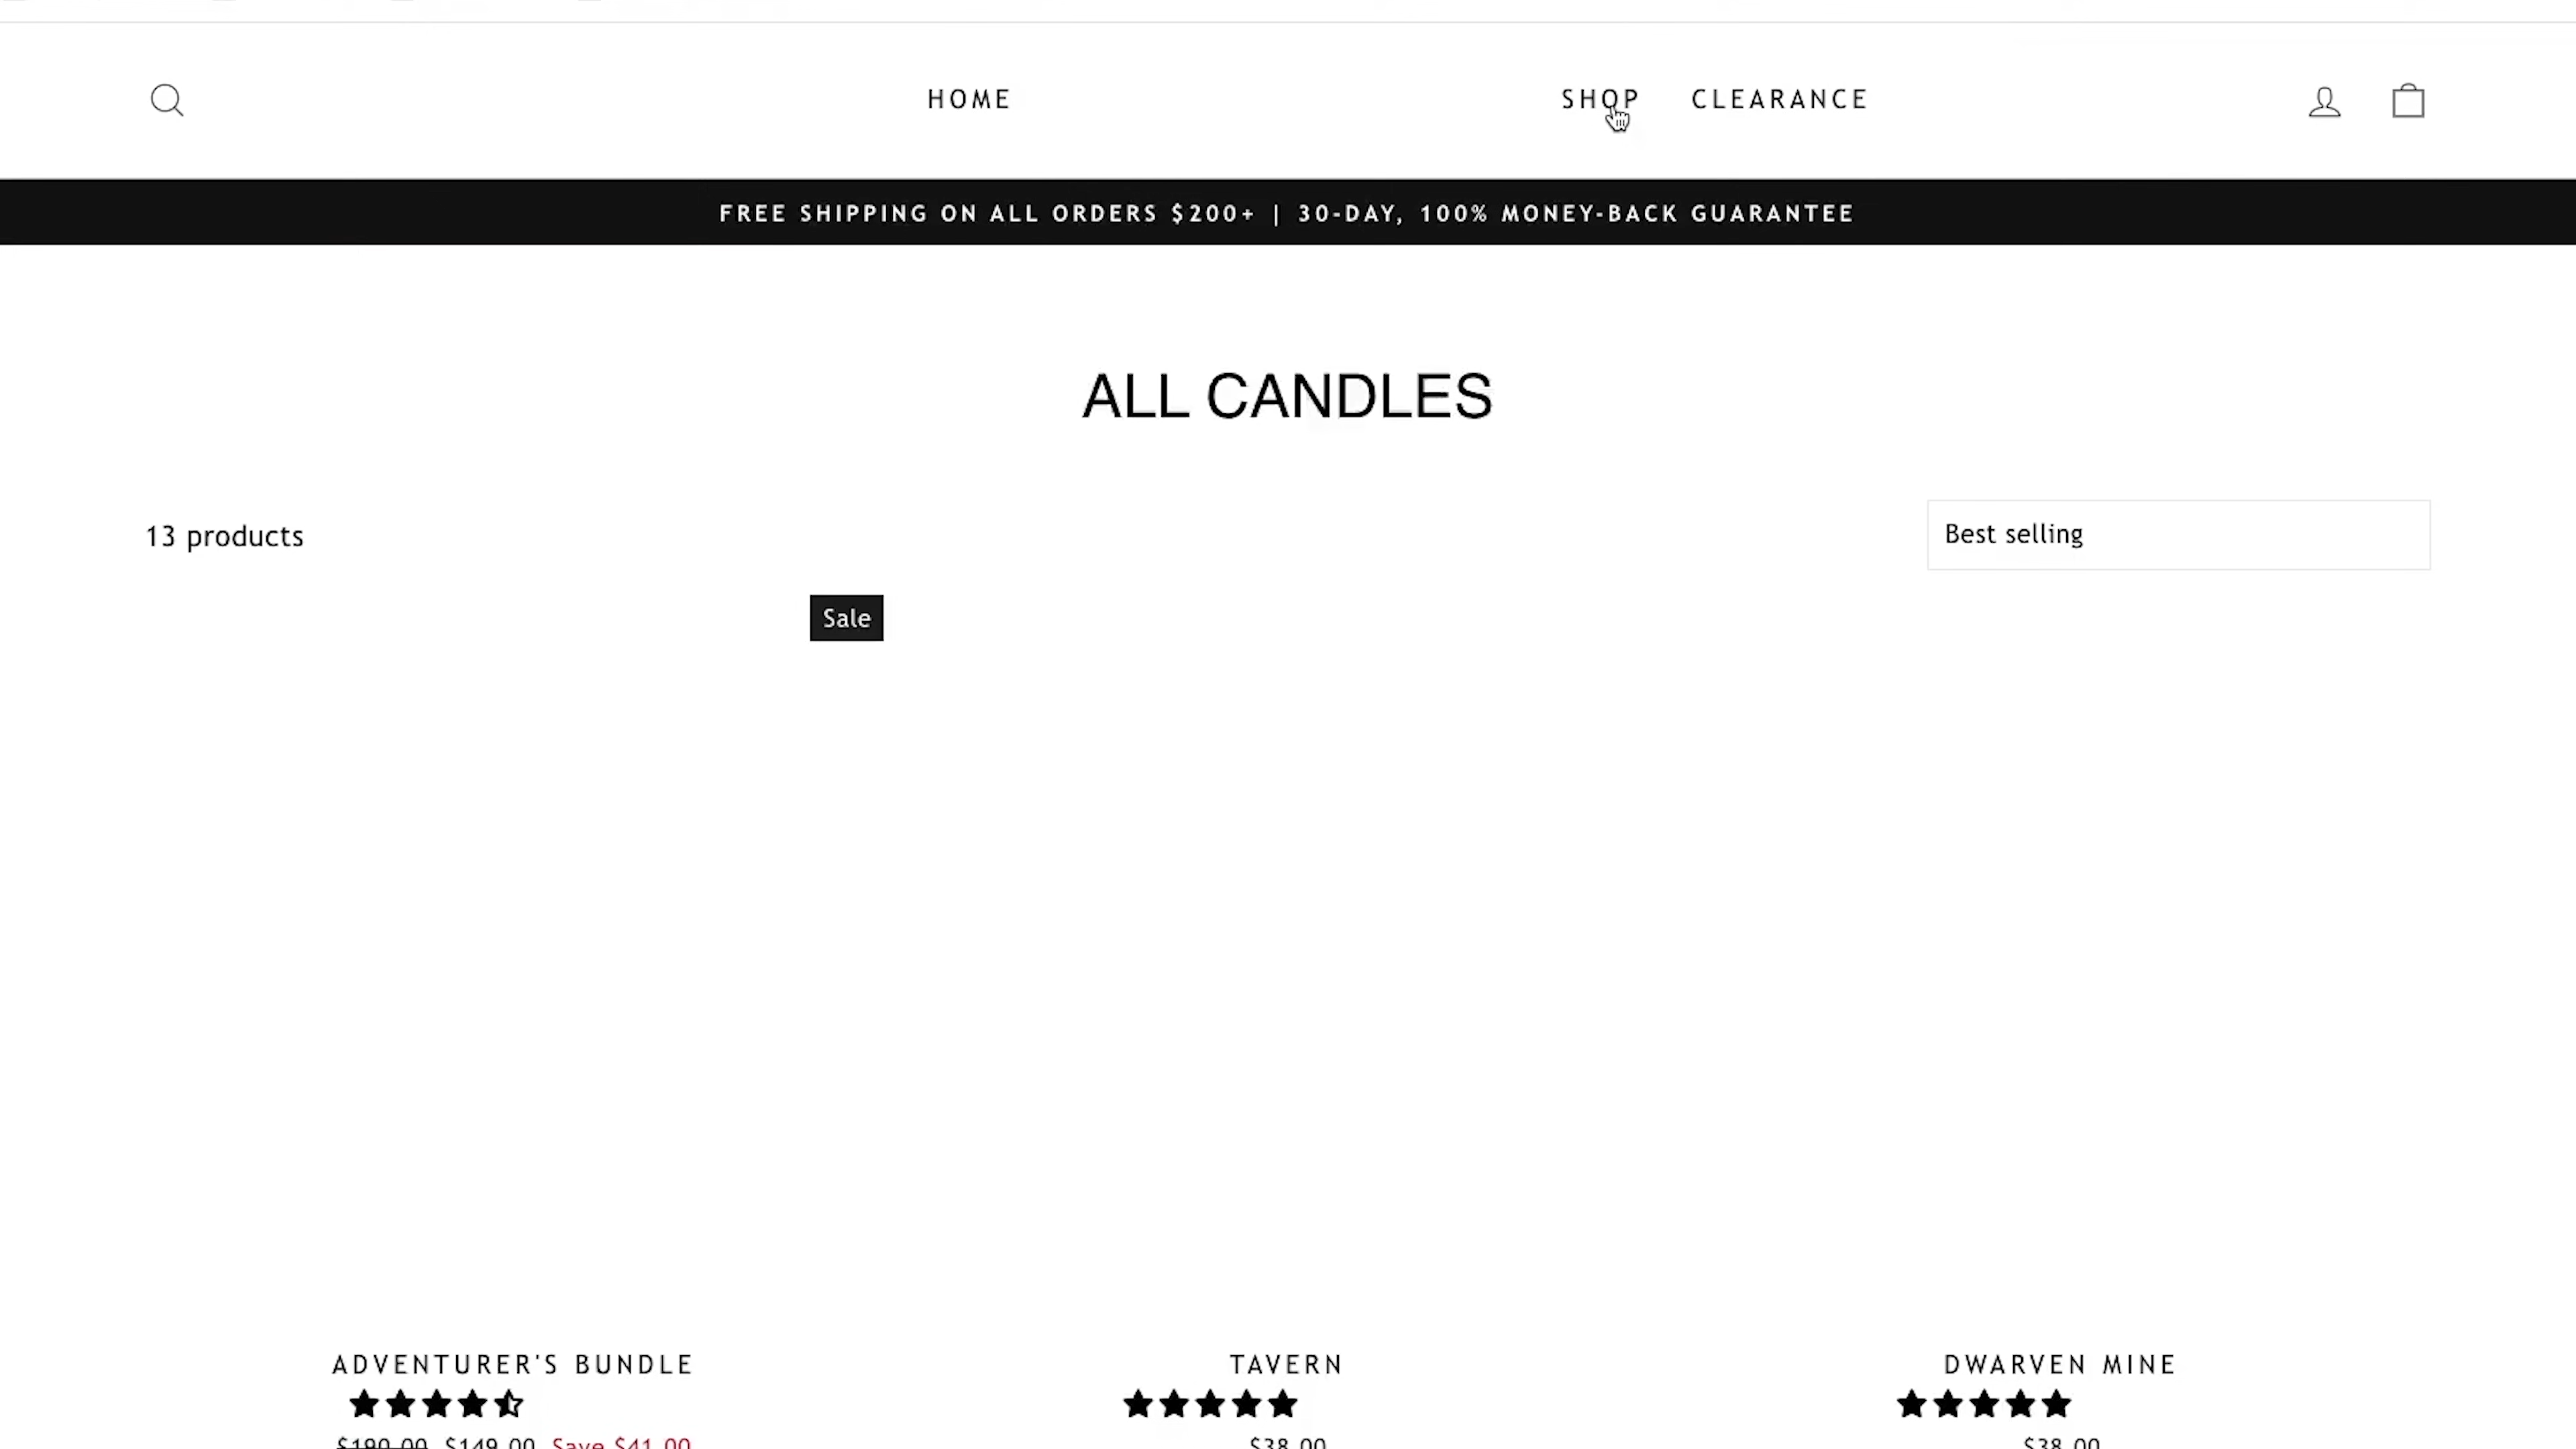 HOME SHOP CLEARANCE
FREE SHIPPING ON ALL ORDERS $200+ | 30-DAY, 100% MONEY-BACK GUARANTEE
ALL CANDLES
13 products
Best selling
Sale
ADVENTURER'S BUNDLE
$190.00 $149.00 Save $41.00
TAVERN
$38.00
DWARVEN MINE
$38.00